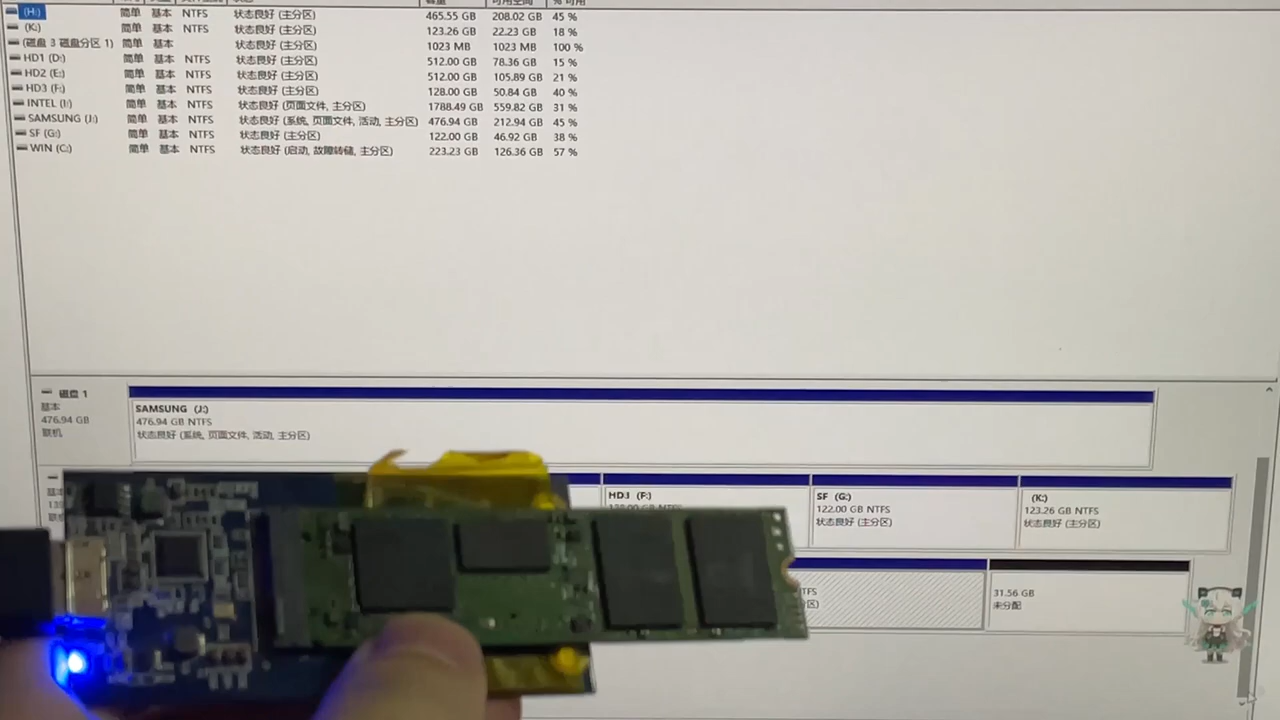 (H:) 简单 基本 NTFS 状态良好 (主分区) 465.55 GB 208.02 GB 45 %
(K:) 简单 基本 NTFS 状态良好 (主分区) 123.26 GB 22.23 GB 18 %
(磁盘 3 磁盘分区 1) 简单 基本 状态良好 (主分区) 1023 MB 1023 MB 100 %
HD1 (D:) 简单 基本 NTFS 状态良好 (主分区) 512.00 GB 78.36 GB 15 %
HD2 (E:) 简单 基本 NTFS 状态良好 (主分区) 512.00 GB 105.89 GB 21 %
HD3 (F:) 简单 基本 NTFS 状态良好 (主分区) 128.00 GB 50.84 GB 40 %
INTEL (I:) 简单 基本 NTFS 状态良好 (页面文件, 主分区) 1788.49 GB 559.82 GB 31 %
SAMSUNG (J:) 简单 基本 NTFS 状态良好 (系统, 页面文件, 活动, 主分区) 476.94 GB 212.94 GB 45 %
SF (G:) 简单 基本 NTFS 状态良好 (主分区) 122.00 GB 46.92 GB 38 %
WIN (C:) 简单 基本 NTFS 状态良好 (启动, 故障转储, 主分区) 223.23 GB 126.36 GB 57 %
磁盘 1
基本
476.94 GB
联机
SAMSUNG (J:)
476.94 GB NTFS
状态良好 (系统, 页面文件, 活动, 主分区)
HD3 (F:)
SF (G:)
122.00 GB NTFS
状态良好 (主分区)
(K:)
123.26 GB NTFS
状态良好 (主分区)
31.56 GB
未分配